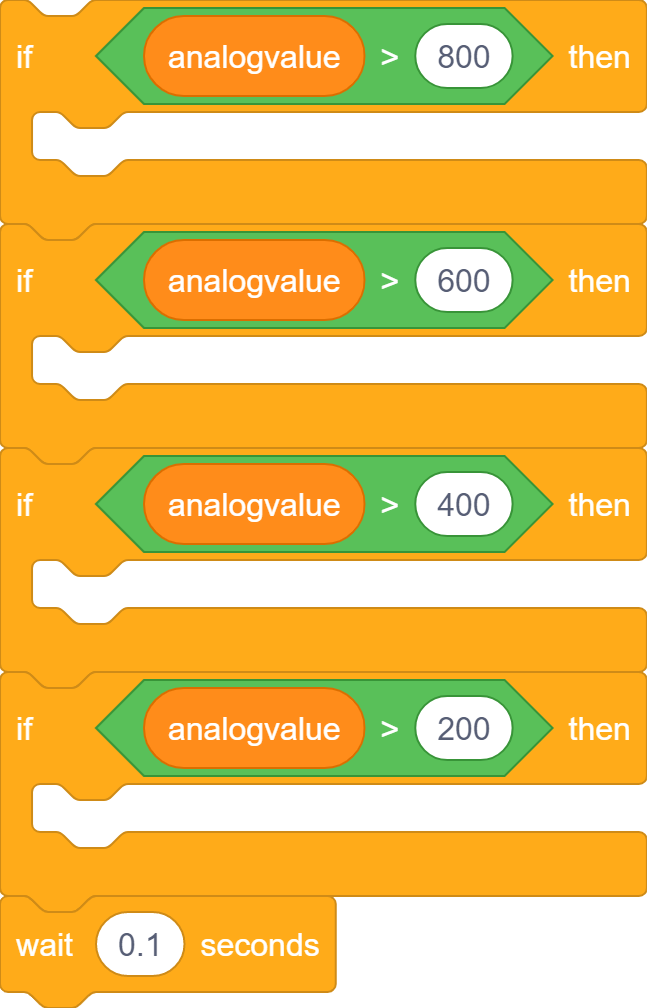 if analogvalue > 800 then
if analogvalue > 600 then
if analogvalue > 400 then
if analogvalue > 200 then
wait 0.1 seconds